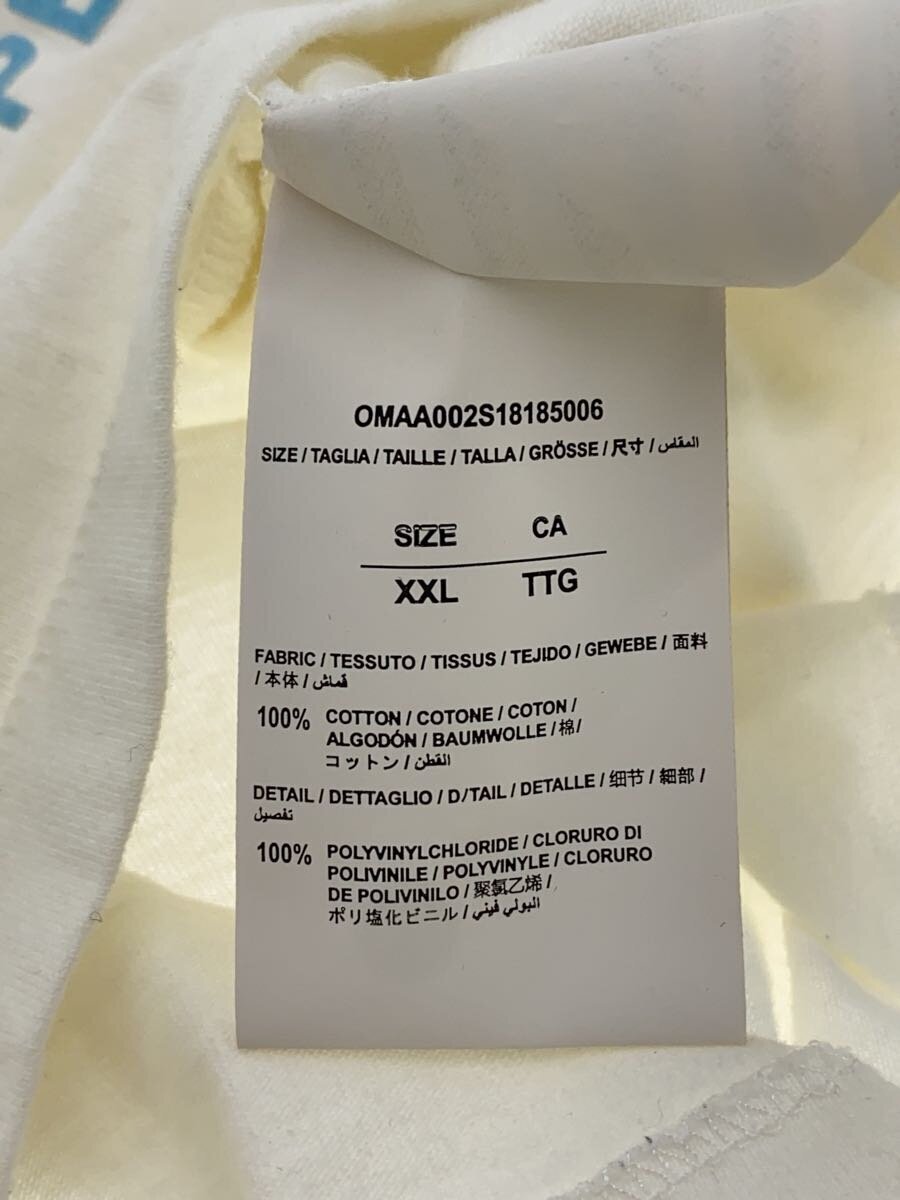 PE
OMAA002S18185006
SIZE / TAGLIA / TAILLE / TALLA / GRÖSSE / 尺寸 / المقاس
SIZE CA
XXL TTG
FABRIC / TESSUTO / TISSUS / TEJIDO / GEWEBE / 面料
/ 本体 / قماش
100% COTTON / COTONE / COTON /
ALGODÓN / BAUMWOLLE / 棉/
コットン / القطن
DETAIL / DETTAGLIO / D/TAIL / DETALLE / 细节 / 細部 /
تفصيل
100% POLYVINYLCHLORIDE / CLORURO DI
POLIVINILE / POLYVINYLE / CLORURO
DE POLIVINILO / 聚氯乙烯 /
ポリ塩化ビニル / البولي فيني